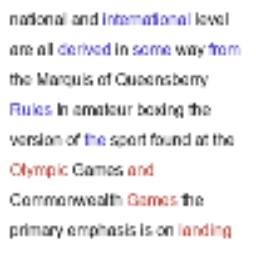 national and international level
are all derived in some way from
the Marquis of Queensberry
Rules In amateur boxing the
version of the sport found at the
Olympic Games and
Commonwealth Games the
primary emphasis is on landing